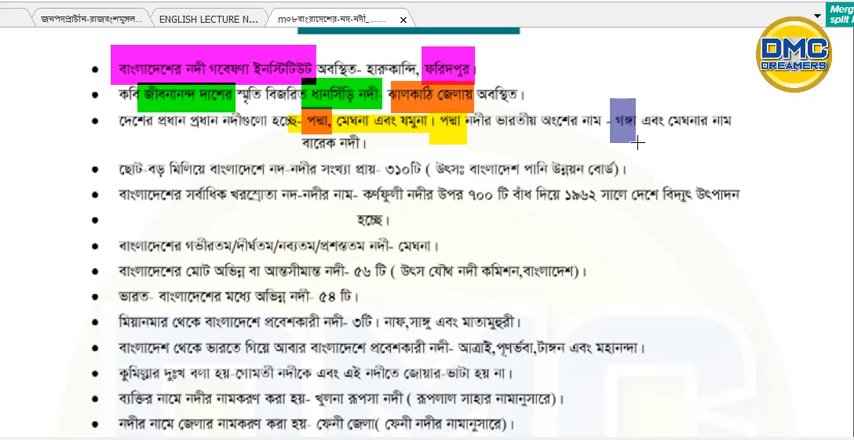 জনপদপ্রাচীন-রাজবংশমুসল...
ENGLISH LECTURE N...
m০৮বাংরাদেশের-নদ-নদী_......
Merg
split F
DMC
DREAMERS
• বাংলাদেশের নদী গবেষণা ইনস্টিটিউট অবস্থিত- হারুকান্দি, ফরিদপুর।
• কবি জীবনানন্দ দাশের স্মৃতি বিজরিত ধানসিঁড়ি নদী ঝালকাঠি জেলায় অবস্থিত।
• দেশের প্রধান প্রধান নদীগুলো হচ্ছে- পদ্মা, মেঘনা এবং যমুনা। পদ্মা নদীর ভারতীয় অংশের নাম - গঙ্গা এবং মেঘনার নাম
বারেক নদী।
• ছোট-বড় মিলিয়ে বাংলাদেশে নদ-নদীর সংখ্যা প্রায়- ৩১০টি ( উৎসঃ বাংলাদেশ পানি উন্নয়ন বোর্ড)।
• বাংলাদেশের সর্বাধিক খরস্রোতা নদ-নদীর নাম- কর্ণফুলী নদীর উপর ৭০০ টি বাঁধ দিয়ে ১৯৬২ সালে দেশে বিদ্যুৎ উৎপাদন
• হচ্ছে।
• বাংলাদেশের গভীরতম/দীর্ঘতম/নব্যতম/প্রশস্ততম নদী- মেঘনা।
• বাংলাদেশের মোট অভিন্ন বা আন্তসীমান্ত নদী- ৫৬ টি ( উৎস যৌথ নদী কমিশন,বাংলাদেশ)।
• ভারত- বাংলাদেশের মধ্যে অভিন্ন নদী- ৫৪ টি।
• মিয়ানমার থেকে বাংলাদেশে প্রবেশকারী নদী- ৩টি। নাফ,সাঙ্গু এবং মাতামুহুরী।
• বাংলাদেশ থেকে ভারতে গিয়ে আবার বাংলাদেশে প্রবেশকারী নদী- আত্রাই,পূণর্ভবা,টাঙ্গন এবং মহানন্দা।
• কুমিল্লার দুঃখ বলা হয়-গোমতী নদীকে এবং এই নদীতে জোয়ার-ভাটা হয় না।
• ব্যক্তির নামে নদীর নামকরণ করা হয়- খুলনা রূপসা নদী ( রূপলাল সাহার নামানুসারে)।
• নদীর নামে জেলার নামকরণ করা হয়- ফেনী জেলা( ফেনী নদীর নামানুসারে)।